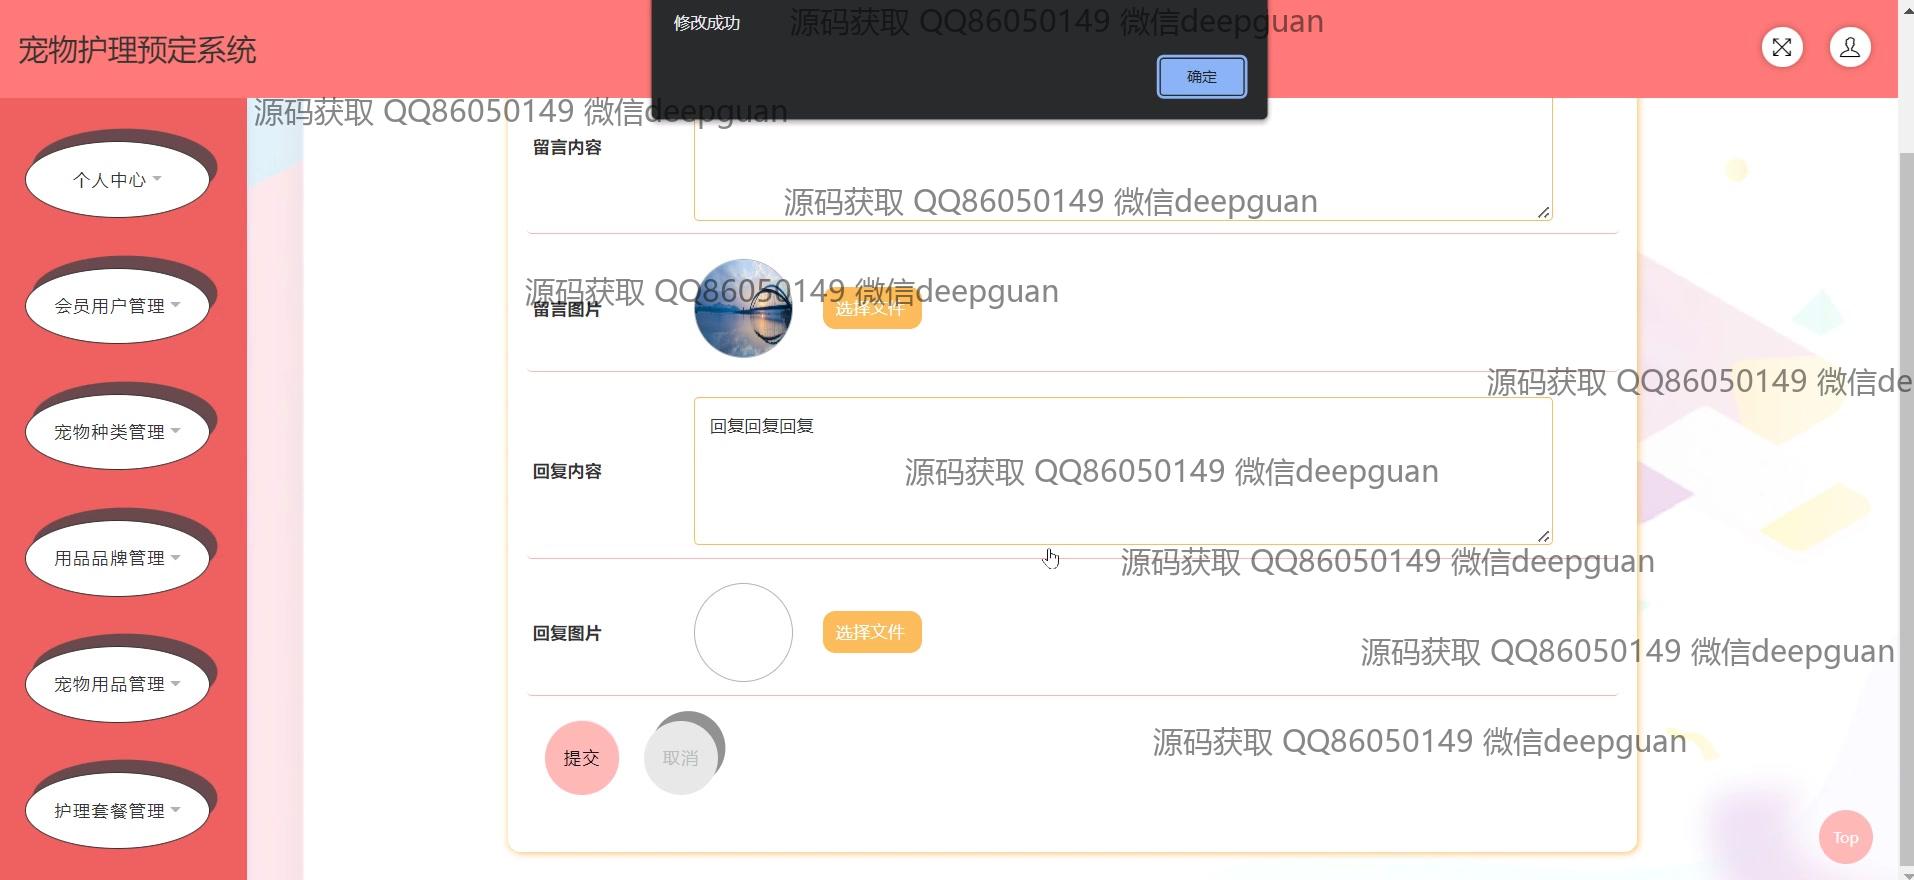 修改成功
源码获取 QQ86050149 微信deepguan
宠物护理预定系统
确定
源码获取 QQ86050149 微信deepguan
留言内容
个人中心
源码获取 QQ86050149 微信deepguan
源码获取 QQ86050149 微信deepguan
会员用户管理
留言图片
选择文件
源码获取 QQ86050149 微信de
回复回复回复
宠物种类管理
回复内容
源码获取 QQ86050149 微信deepguan
用品品牌管理
源码获取 QQ86050149 微信deepguan
回复图片
选择文件
源码获取 QQ86050149 微信deepguan
宠物用品管理
源码获取 QQ86050149 微信deepguan
提交
取消
护理套餐管理
Top